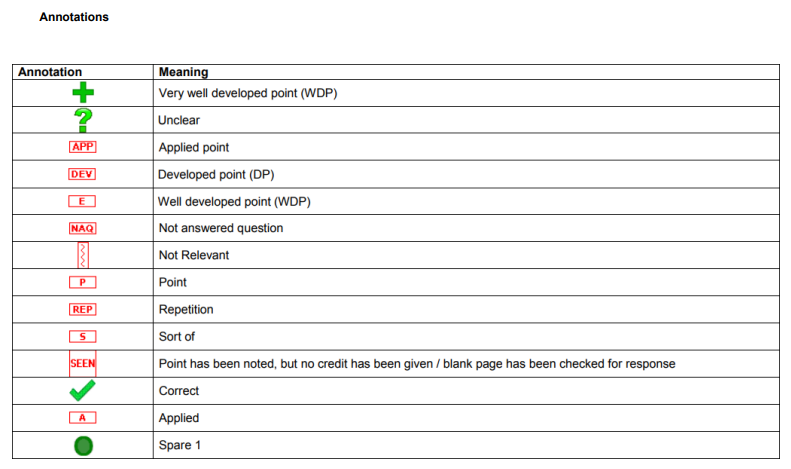 Annotations
Annotation Meaning
Very well developed point (WDP)
? Unclear
APP Applied point
DEV Developed point (DP)
E Well developed point (WDP)
NAQ Not answered question
Not Relevant
P Point
REP Repetition
S Sort of
SEEN Point has been noted, but no credit has been given / blank page has been checked for response
Correct
A Applied
Spare 1